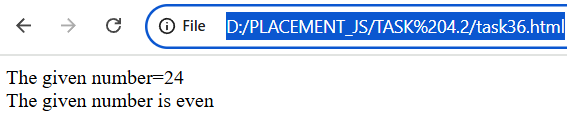 File D:/PLACEMENT_JS/TASK%204.2/task36.html
The given number=24
The given number is even